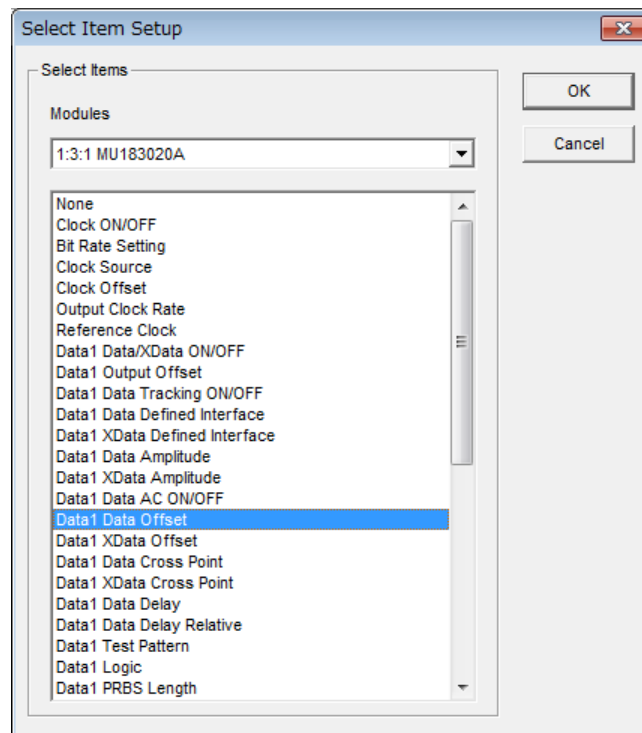 Select Item Setup
Select Items
OK
Modules
Cancel
1:3:1 MU183020A
None
Clock ON/OFF
Bit Rate Setting
Clock Source
Clock Offset
Output Clock Rate
Reference Clock
Data1 Data/XData ON/OFF
Data1 Output Offset
Data1 Data Tracking ON/OFF
Data1 Data Defined Interface
Data1 XData Defined Interface
Data1 Data Amplitude
Data1 XData Amplitude
Data1 Data AC ON/OFF
Data1 Data Offset
Data1 XData Offset
Data1 Data Cross Point
Data1 XData Cross Point
Data1 Data Delay
Data1 Data Delay Relative
Data1 Test Pattern
Data1 Logic
Data1 PRBS Length